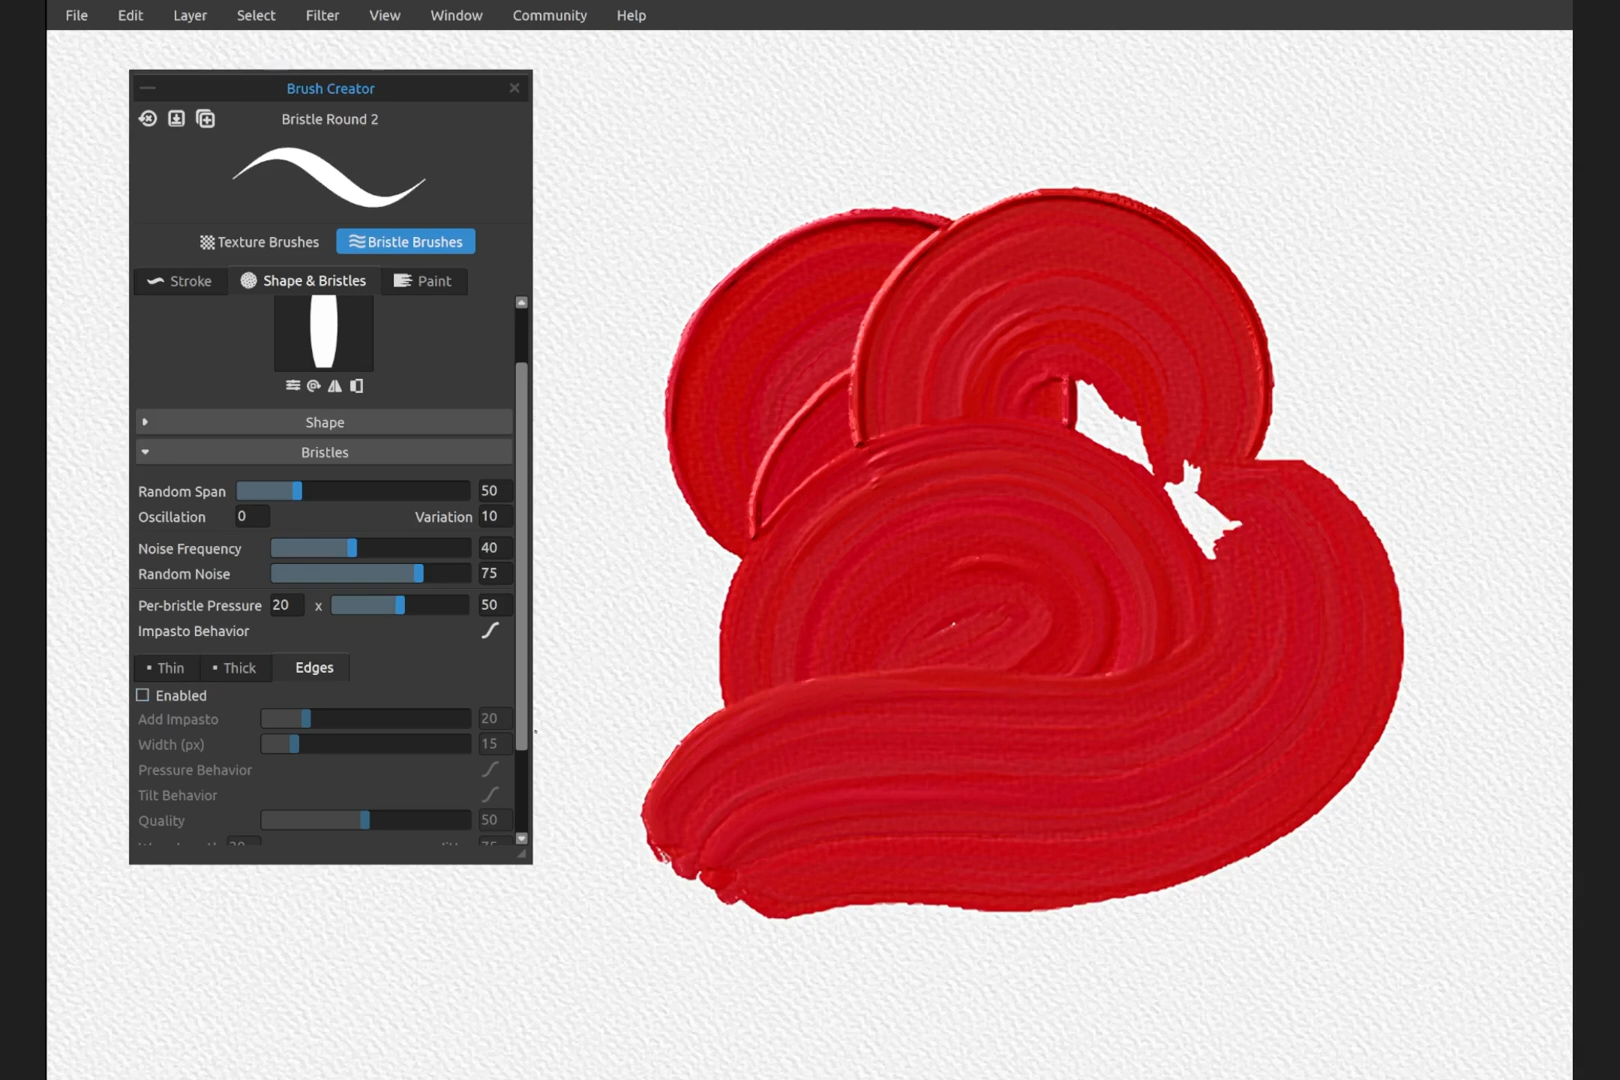 File Edit Layer Select Filter View Window Community Help
Brush Creator
Bristle Round 2
Texture Brushes Bristle Brushes
Stroke Shape & Bristles Paint
Shape
Bristles
Random Span 50
Oscillation 0 Variation 10
Noise Frequency 40
Random Noise 75
Per-bristle Pressure 20 x 50
Impasto Behavior
Thin Thick Edges
Enabled
Add Impasto 20
Width (px) 15
Pressure Behavior
Tilt Behavior
Quality 50